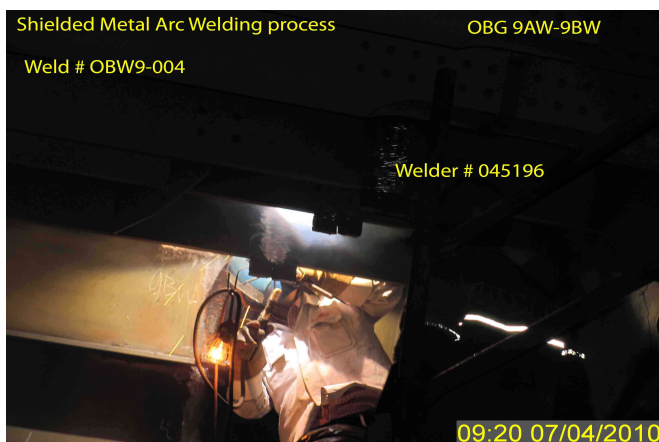 Shielded Metal Arc Welding process
OBG 9AW-9BW
Weld # OBW9-004
Welder # 045196
09:20 07/04/2010